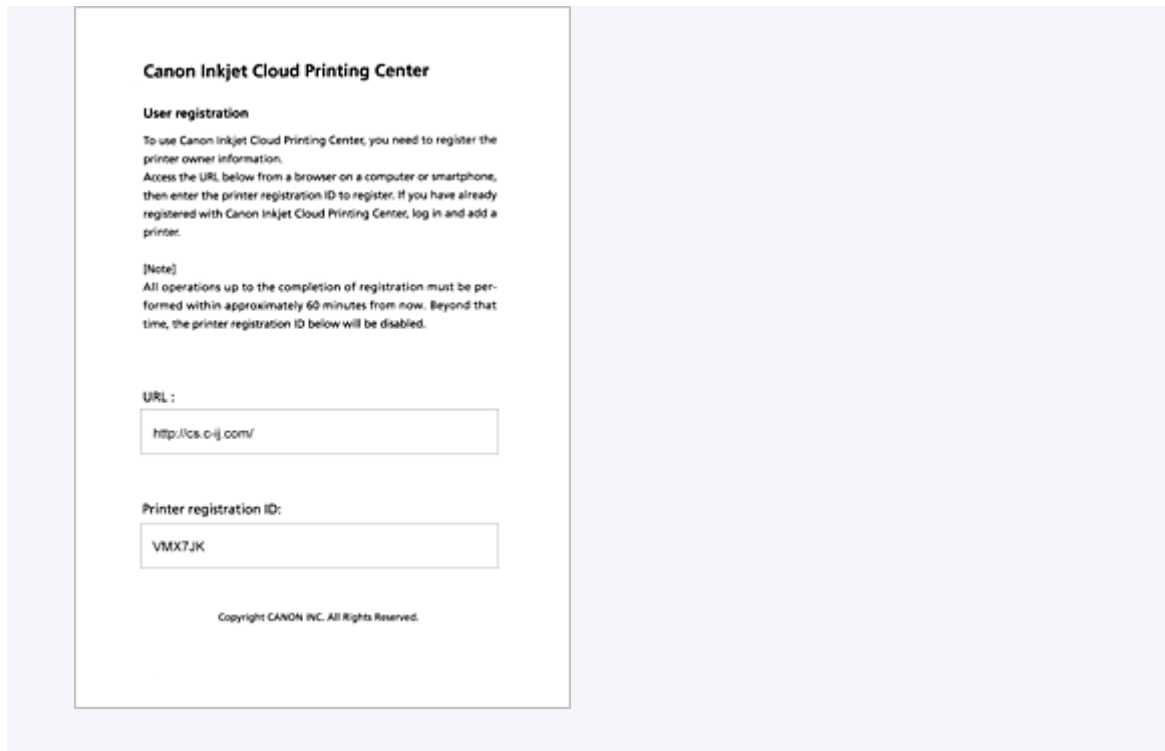 Canon Inkjet Cloud Printing Center
User registration
To use Canon Inkjet Cloud Printing Center, you need to register the
printer owner information.
Access the URL below from a browser on a computer or smartphone,
then enter the printer registration ID to register. If you have already
registered with Canon Inkjet Cloud Printing Center, log in and add a
printer.
[Note]
All operations up to the completion of registration must be per-
formed within approximately 60 minutes from now. Beyond that
time, the printer registration ID below will be disabled.
URL :
http://cs.c-ij.com/
Printer registration ID:
VMX7JK
Copyright CANON INC. All Rights Reserved.